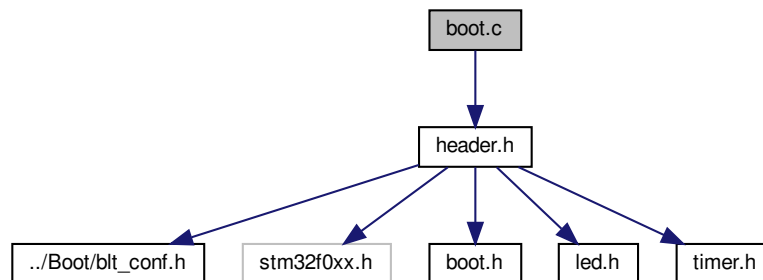 boot.c
header.h
../Boot/blt_conf.h
stm32f0xx.h
boot.h
led.h
timer.h